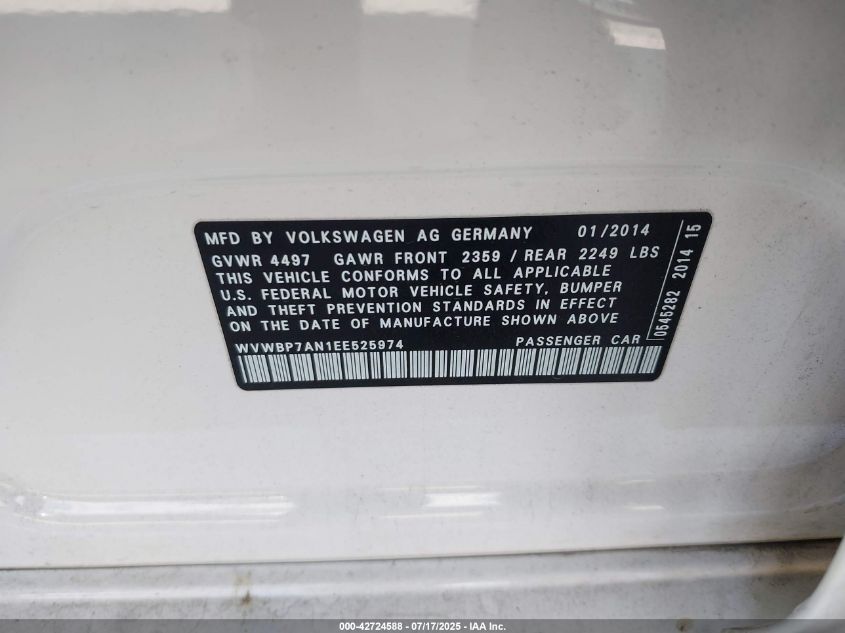 MFD BY VOLKSWAGEN AG GERMANY 01/2014
GVWR 4497 GAWR FRONT 2359 / REAR 2249 LBS
THIS VEHICLE CONFORMS TO ALL APPLICABLE
U.S. FEDERAL MOTOR VEHICLE SAFETY, BUMPER
AND THEFT PREVENTION STANDARDS IN EFFECT
ON THE DATE OF MANUFACTURE SHOWN ABOVE
WVWBP7AN1EE525974 PASSENGER CAR
0545282 2014 15
000-42724588 - 07/17/2025 - IAA Inc.